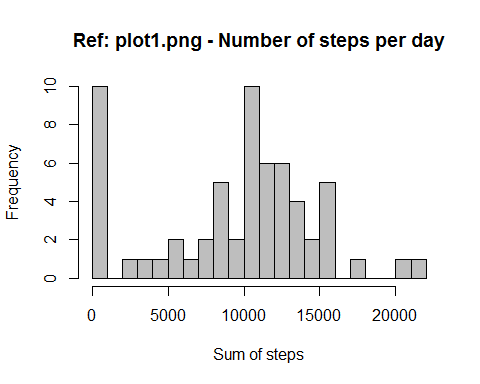 Ref: plot1.png - Number of steps per day
Frequency
10
8
6
4
2
0
0 5000 10000 15000 20000
Sum of steps